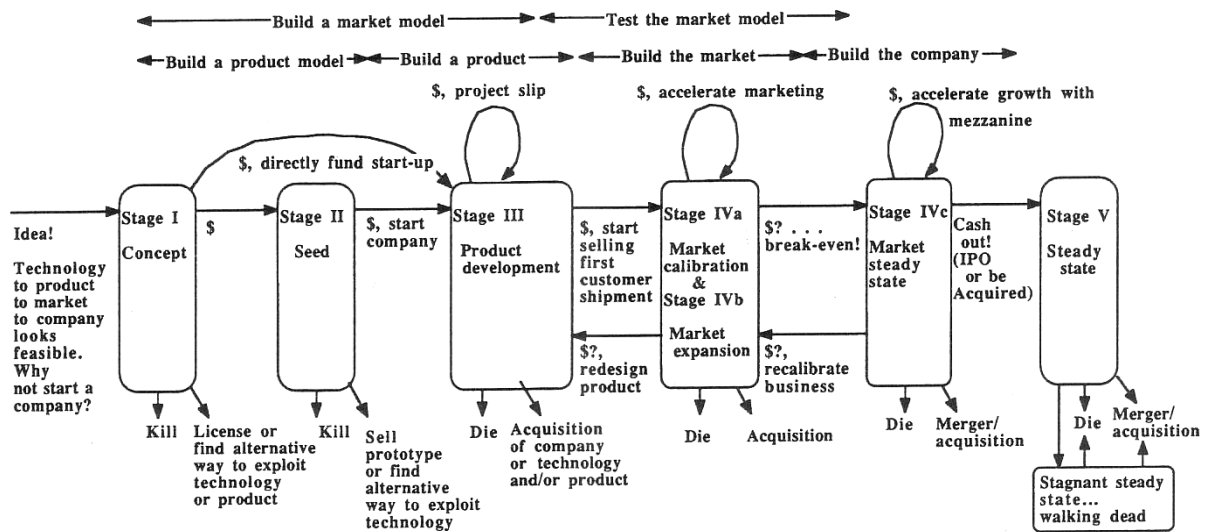 Build a market model
Test the market model
Build a product model
Build a product
Build the market
Build the company
$, project slip
$, accelerate marketing
$, accelerate growth with
mezzanine
$, directly fund start-up
Idea!
Technology
to product
to market
to company
looks
feasible.
Why
not start a
company?
Stage I
Concept
$
Stage II
Seed
$, start
company
Stage III
Product
development
$, start
selling
first
customer
shipment
$?,
redesign
product
Stage IVa
Market
calibration
&
Stage IVb
Market
expansion
$? . . .
break-even!
$?,
recalibrate
business
Stage IVc
Market
steady
state
Cash
out!
(IPO
or be
Acquired)
Stage V
Steady
state
Kill
License or
find alternative
way to exploit
technology
or product
Kill
Sell
prototype
or find
alternative
way to exploit
technology
Die
Acquisition
of company
or technology
and/or product
Die
Acquisition
Die
Merger/
acquisition
Die
Merger/
acquisition
Stagnant steady
state...
walking dead